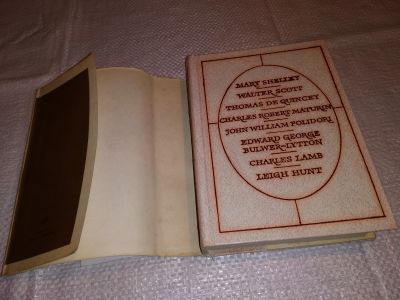 MARY SHELLEY
WALTER SCOTT
THOMAS DE QUINCEY
CHARLES ROBERT MATURIN
JOHN WILLIAM POLIDORI
EDWARD GEORGE
BULWER-LYTTON
CHARLES LAMB
LEIGH HUNT